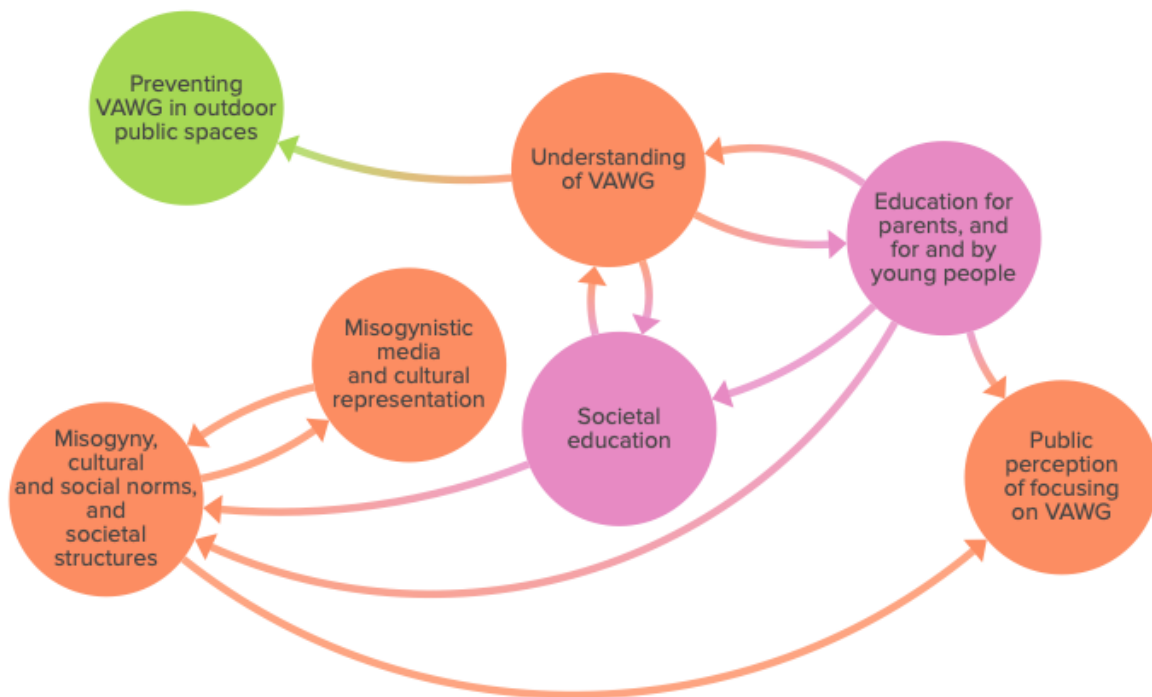 Preventing
VAWG in outdoor
public spaces
Understanding
of VAWG
Education for
parents, and
for and by
young people
Misogynistic
media
and cultural
representation
Societal
education
Misogyny,
cultural
and social norms,
and
societal
structures
Public
perception
of focusing
on VAWG